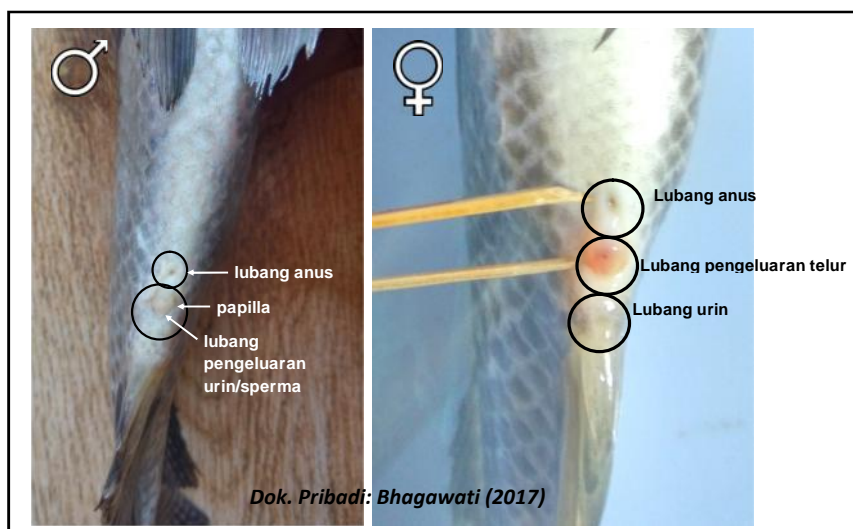 lubang anus
papilla
lubang
pengeluaran
urin/sperma
Lubang anus
Lubang pengeluaran telur
Lubang urin
Dok. Pribadi: Bhagawati (2017)